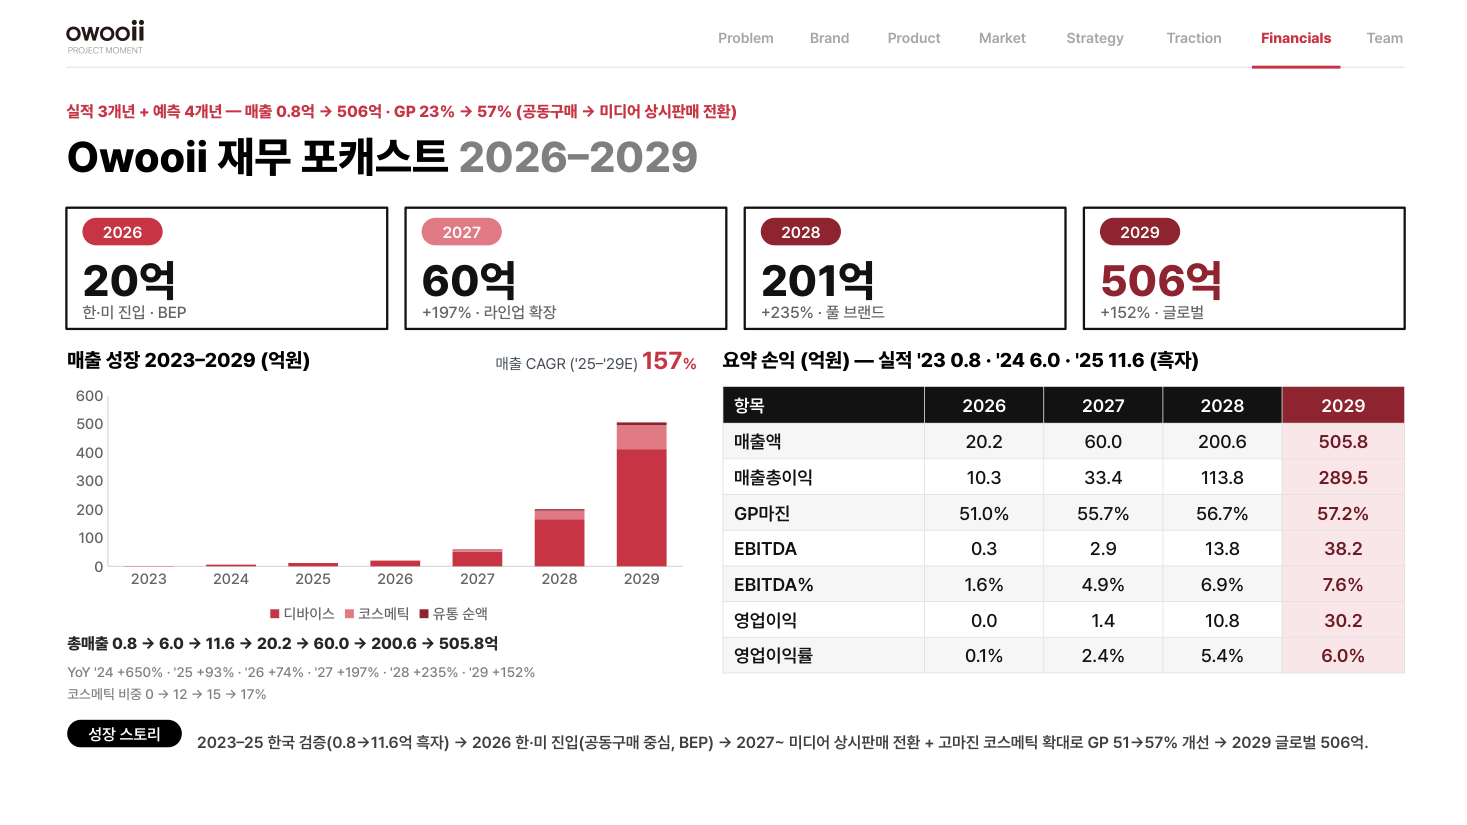 owooii
PROJECT MOMENT
Problem Brand Product Market Strategy Traction Financials Team
실적 3개년 + 예측 4개년 — 매출 0.8억 → 506억 · GP 23% → 57% (공동구매 → 미디어 상시판매 전환)
Owooii 재무 포캐스트 2026–2029
2026
20억
한·미 진입 · BEP
2027
60억
+197% · 라인업 확장
2028
201억
+235% · 풀 브랜드
2029
506억
+152% · 글로벌
매출 성장 2023–2029 (억원)
매출 CAGR ('25–'29E) 157%
600
500
400
300
200
100
0
2023 2024 2025 2026 2027 2028 2029
디바이스 코스메틱 유통 순액
총매출 0.8 → 6.0 → 11.6 → 20.2 → 60.0 → 200.6 → 505.8억
YoY '24 +650% · '25 +93% · '26 +74% · '27 +197% · '28 +235% · '29 +152%
코스메틱 비중 0 → 12 → 15 → 17%
요약 손익 (억원) — 실적 '23 0.8 · '24 6.0 · '25 11.6 (흑자)
항목 2026 2027 2028 2029
매출액 20.2 60.0 200.6 505.8
매출총이익 10.3 33.4 113.8 289.5
GP마진 51.0% 55.7% 56.7% 57.2%
EBITDA 0.3 2.9 13.8 38.2
EBITDA% 1.6% 4.9% 6.9% 7.6%
영업이익 0.0 1.4 10.8 30.2
영업이익률 0.1% 2.4% 5.4% 6.0%
성장 스토리
2023–25 한국 검증(0.8→11.6억 흑자) → 2026 한·미 진입(공동구매 중심, BEP) → 2027~ 미디어 상시판매 전환 + 고마진 코스메틱 확대로 GP 51→57% 개선 → 2029 글로벌 506억.